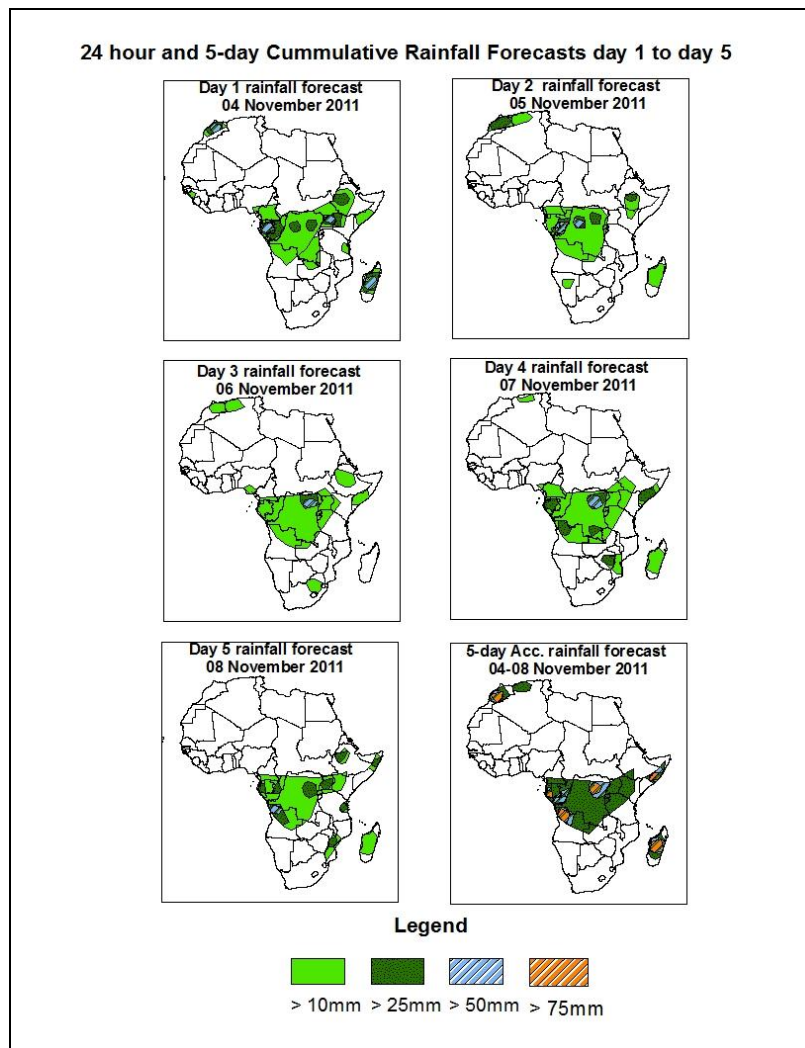 24 hour and 5-day Cummulative Rainfall Forecasts day 1 to day 5
Day 1 rainfall forecast
04 November 2011
Day 2 rainfall forecast
05 November 2011
Day 3 rainfall forecast
06 November 2011
Day 4 rainfall forecast
07 November 2011
Day 5 rainfall forecast
08 November 2011
5-day Acc. rainfall forecast
04-08 November 2011
Legend
> 10mm > 25mm > 50mm > 75mm